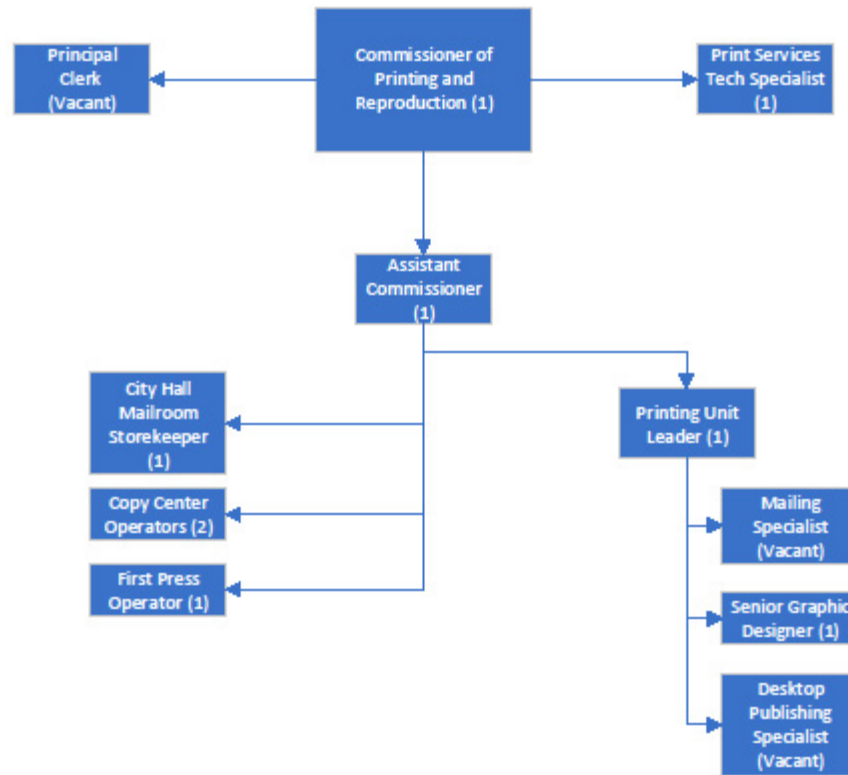 Principal
Clerk
(Vacant)
Commissioner of
Printing and
Reproduction (1)
Print Services
Tech Specialist
(1)
Assistant
Commissioner
(1)
City Hall
Mailroom
Storekeeper
(1)
Copy Center
Operators (2)
First Press
Operator (1)
Printing Unit
Leader (1)
Mailing
Specialist
(Vacant)
Senior Graphic
Designer (1)
Desktop
Publishing
Specialist
(Vacant)